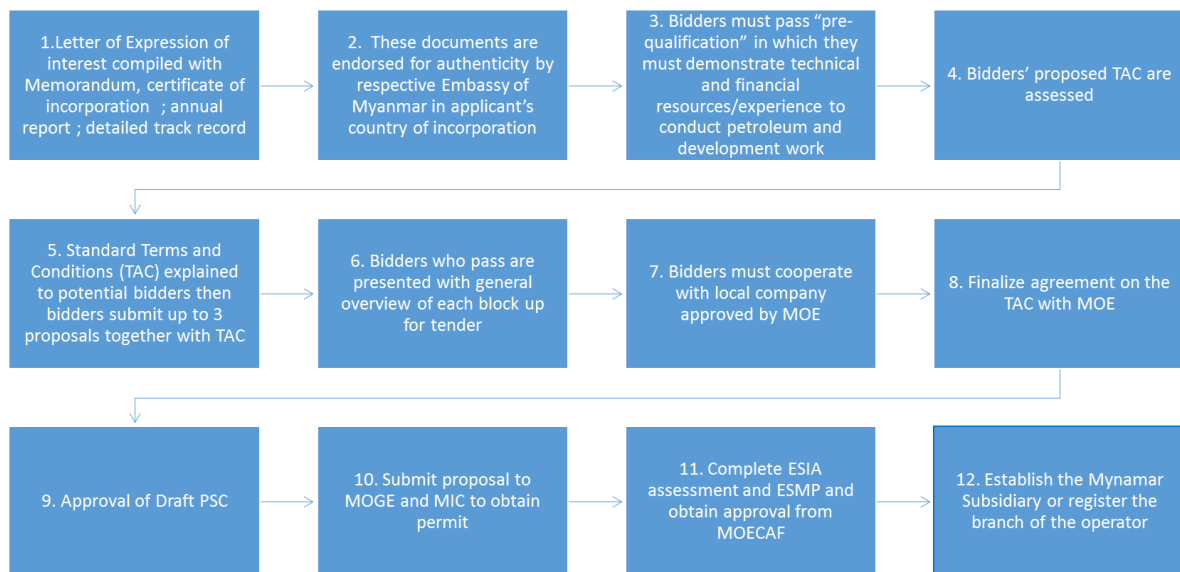 1.Letter of Expression of
interest compiled with
Memorandum, certificate of
incorporation ; annual
report ; detailed track record
2. These documents are
endorsed for authenticity by
respective Embassy of
Myanmar in applicant's
country of incorporation
3. Bidders must pass “pre-
qualification” in which they
must demonstrate technical
and financial
resources/experience to
conduct petroleum and
development work
4. Bidders’ proposed TAC are
assessed
5. Standard Terms and
Conditions (TAC) explained
to potential bidders then
bidders submit up to 3
proposals together with TAC
6. Bidders who pass are
presented with general
overview of each block up
for tender
7. Bidders must cooperate
with local company
approved by MOE
8. Finalize agreement on the
TAC with MOE
9. Approval of Draft PSC
10. Submit proposal to
MOGE and MIC to obtain
permit
11. Complete ESIA
assessment and ESMP and
obtain approval from
MOECAF
12. Establish the Mynamar
Subsidiary or register the
branch of the operator